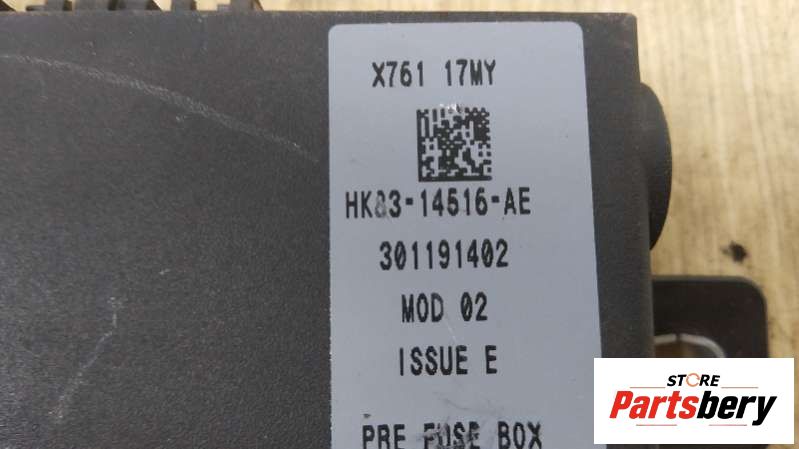 X761 17MY
HK83-14516-AE
301191402
MOD 02
ISSUE E
PRE FUSE BOX
STORE
Partsbery